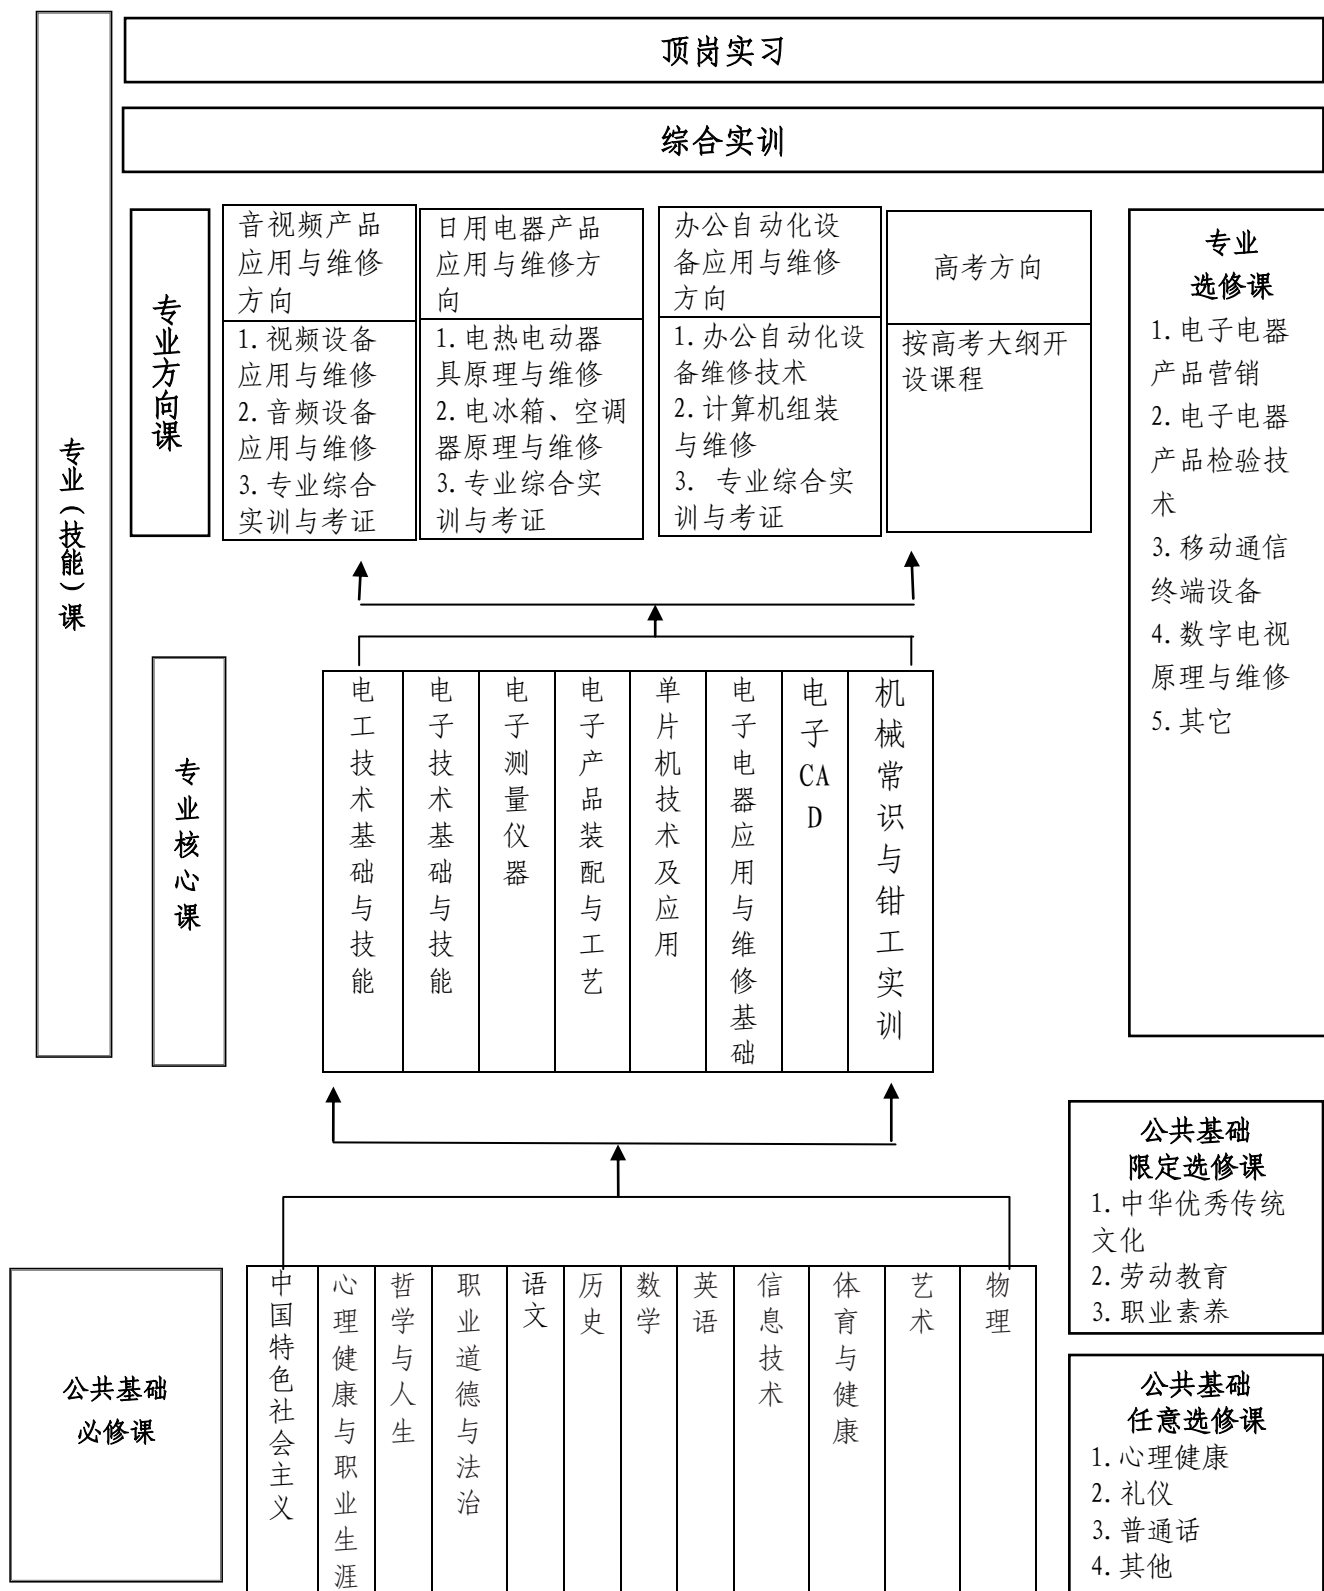 顶岗实习
综合实训
专业（技能）课
专业方向课
音视频产品
应用与维修
方向
1.视频设备
应用与维修
2.音频设备
应用与维修
3.专业综合
实训与考证
日用电器产品
应用与维修方
向
1.电热电动器
具原理与维修
2.电冰箱、空调
器原理与维修
3.专业综合实
训与考证
办公自动化设
备应用与维修
方向
1.办公自动化设
备维修技术
2.计算机组装
与维修
3. 专业综合实
训与考证
高考方向
按高考大纲开
设课程
专业
选修课
1.电子电器
产品营销
2.电子电器
产品检验技
术
3.移动通信
终端设备
4.数字电视
原理与维修
5.其它
专业核心课
电工技术基础与技能
电子技术基础与技能
电子测量仪器
电子产品装配与工艺
单片机技术及应用
电子电器应用与维修基础
电子CAD
机械常识与钳工实训
公共基础
限定选修课
1.中华优秀传统
文化
2.劳动教育
3.职业素养
公共基础
必修课
中国特色社会主义
心理健康与职业生涯
哲学与人生
职业道德与法治
语文
历史
数学
英语
信息技术
体育与健康
艺术
物理
公共基础
任意选修课
1.心理健康
2.礼仪
3.普通话
4.其他